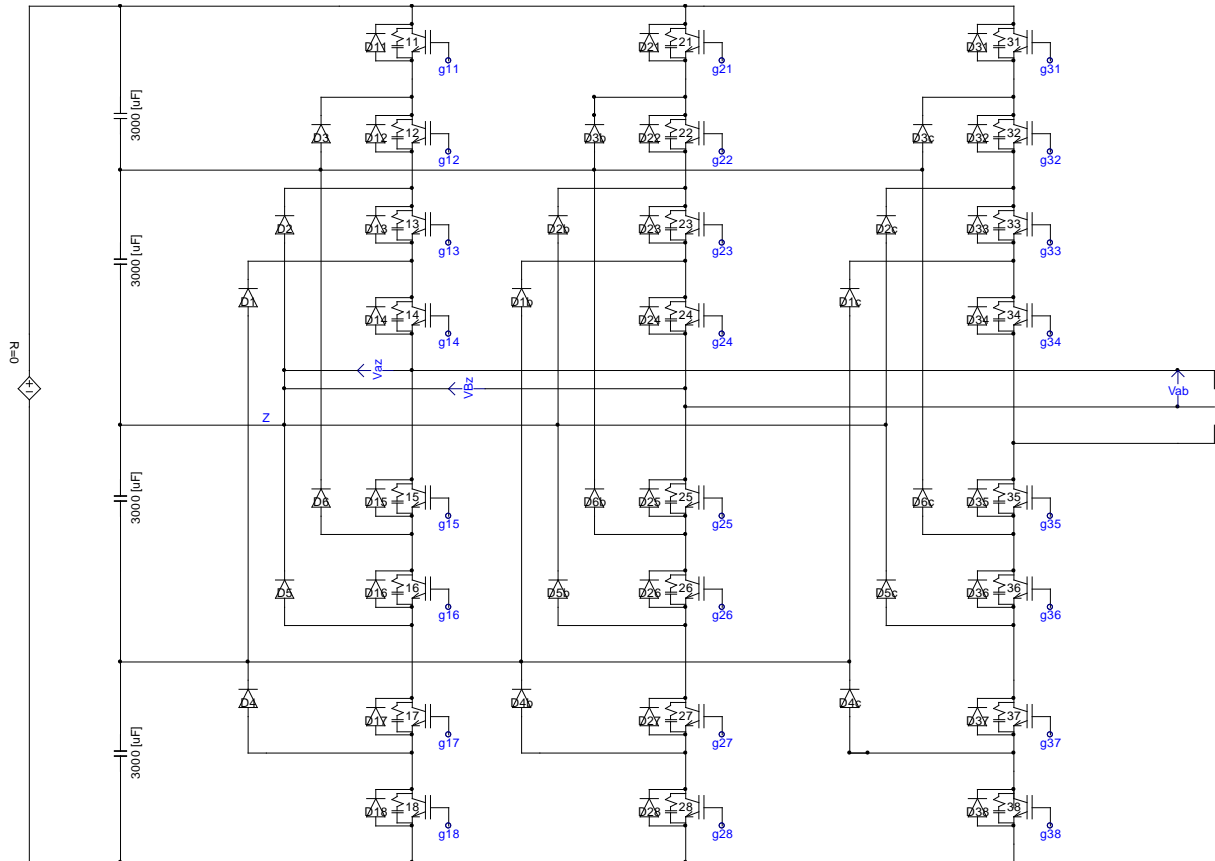 D11 11 g11 D21 21 g21 D31 31 g31
3000 [uF] D3 D12 12 g12 D3b D22 22 g22 D3c D32 32 g32
3000 [uF] D2 D13 13 g13 D2b D23 23 g23 D2c D33 33 g33
D1 D14 14 g14 D1b D24 24 g24 D1c D34 34 g34
R=0
Vaz
VBz
Vab
Z
3000 [uF] D6 D15 15 g15 D6b D25 25 g25 D6c D35 35 g35
D5 D16 16 g16 D5b D26 26 g26 D5c D36 36 g36
D4 D17 17 g17 D4b D27 27 g27 D4c D37 37 g37
3000 [uF]
D18 18 g18 D28 28 g28 D38 38 g38